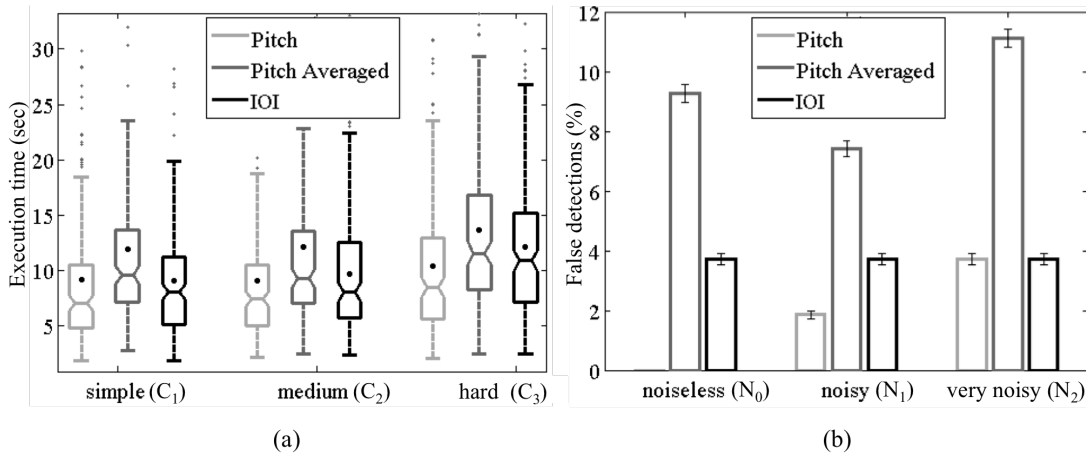 Execution time (sec)
30
25
20
15
10
5
Pitch
Pitch Averaged
IOI
simple (C1)
medium (C2)
hard (C3)
(a)
False detections (%)
12
10
8
6
4
2
0
Pitch
Pitch Averaged
IOI
noiseless (N0)
noisy (N1)
very noisy (N2)
(b)